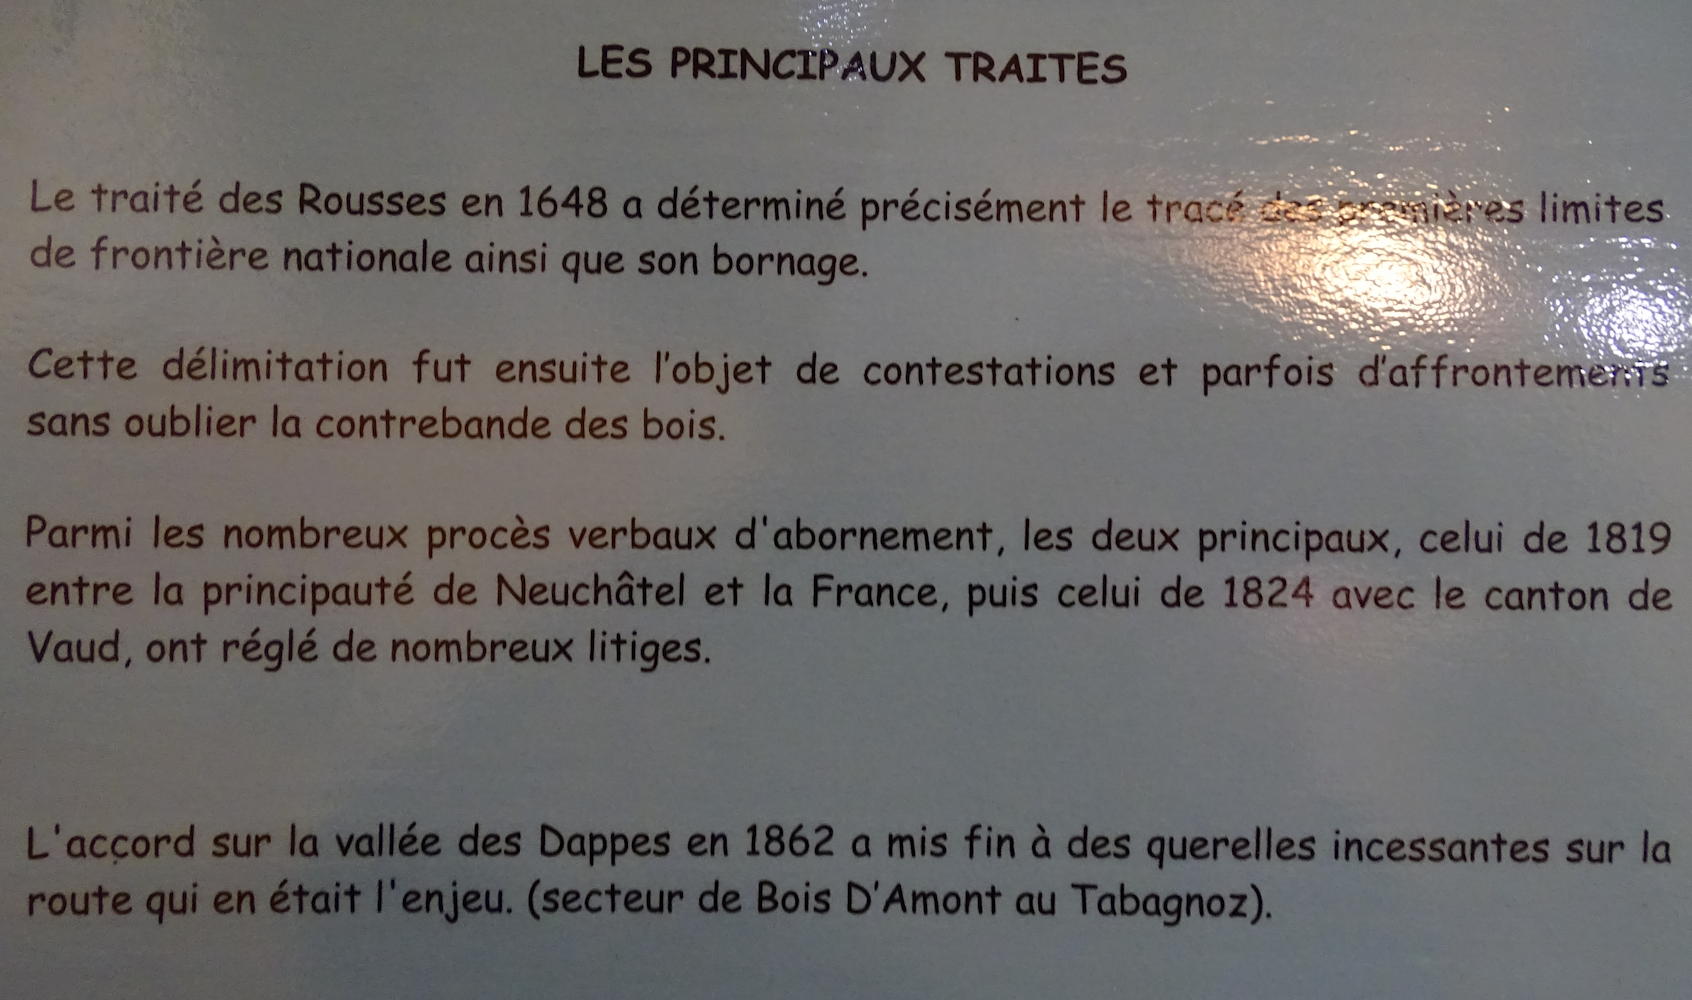 LES PRINCIPAUX TRAITES
Le traité des Rousses en 1648 a déterminé précisément le tracé des premières limites
de frontière nationale ainsi que son bornage.
Cette délimitation fut ensuite l'objet de contestations et parfois d'affrontements
sans oublier la contrebande des bois.
Parmi les nombreux procès verbaux d'abornement, les deux principaux, celui de 1819
entre la principauté de Neuchâtel et la France, puis celui de 1824 avec le canton de
Vaud, ont réglé de nombreux litiges.
L'acçord sur la vallée des Dappes en 1862 a mis fin à des querelles incessantes sur la
route qui en était l'enjeu. (secteur de Bois D'Amont au Tabagnoz).